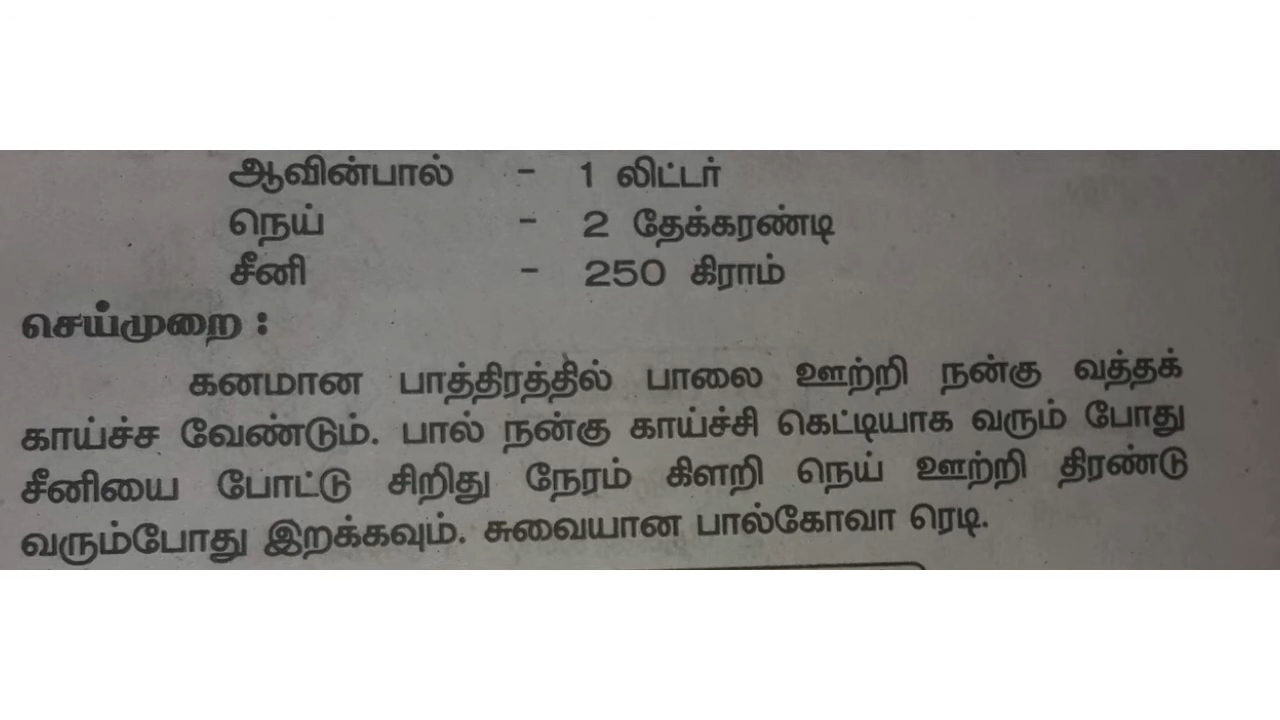 ஆவின்பால் - 1 லிட்டர்
நெய் - 2 தேக்கரண்டி
சீனி - 250 கிராம்
செய்முறை :
கனமான பாத்திரத்தில் பாலை ஊற்றி நன்கு வத்தக்
காய்ச்ச வேண்டும். பால் நன்கு காய்ச்சி கெட்டியாக வரும் போது
சீனியை போட்டு சிறிது நேரம் கிளறி நெய் ஊற்றி திரண்டு
வரும்போது இறக்கவும். சுவையான பால்கோவா ரெடி.